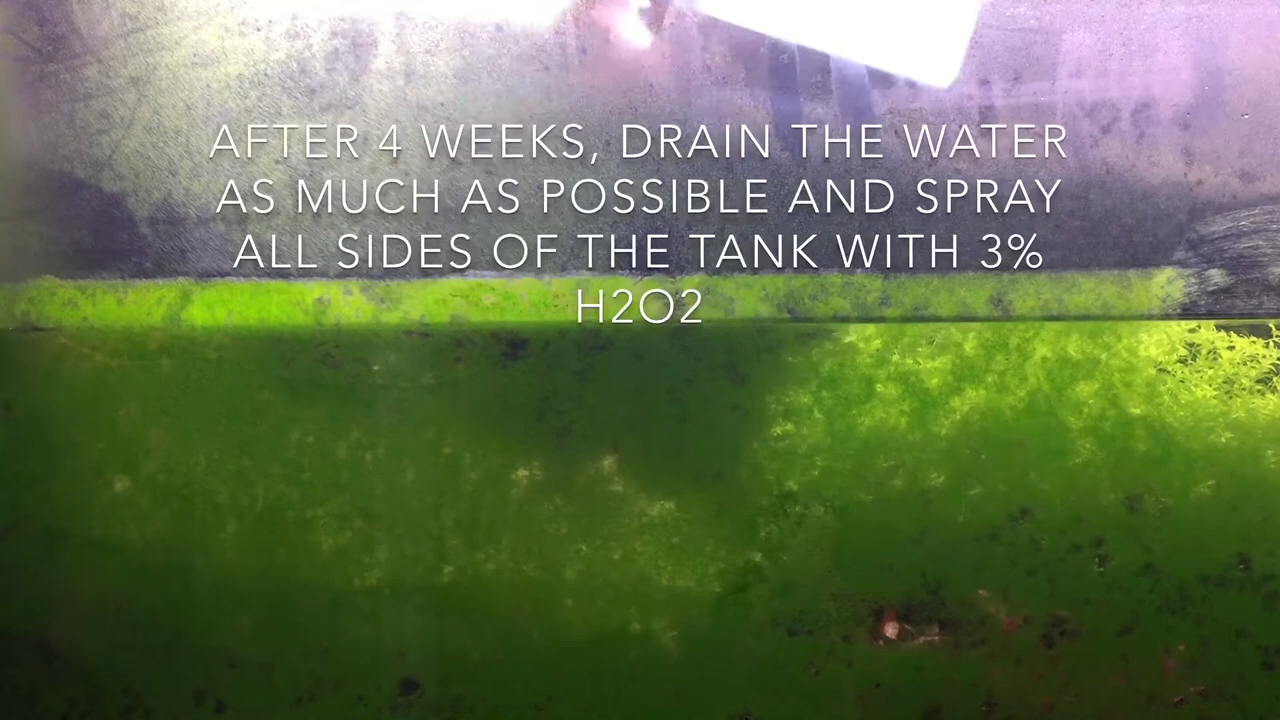 AFTER 4 WEEKS, DRAIN THE WATER
AS MUCH AS POSSIBLE AND SPRAY
ALL SIDES OF THE TANK WITH 3%
H2O2